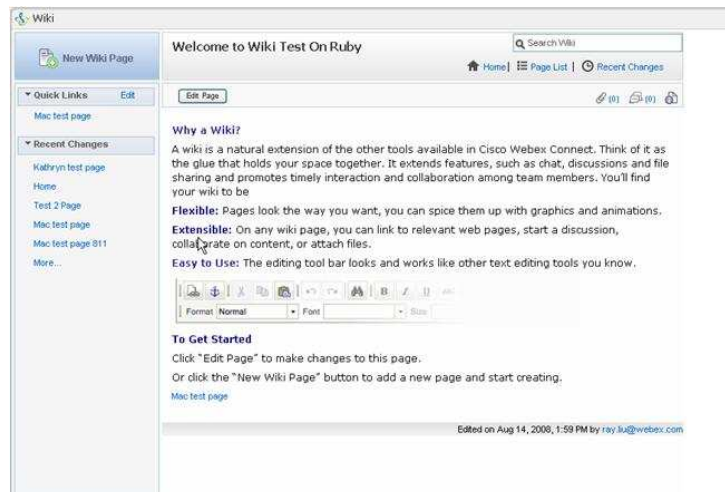 Wiki
New Wiki Page
Quick Links Edit
Mac test page
Recent Changes
Kathryn test page
Home
Test 2 Page
Mac test page
Mac test page 811
More...
Welcome to Wiki Test On Ruby
Search Wiki
Home | Page List | Recent Changes
Edit Page
(0) (0)
Why a Wiki?
A wiki is a natural extension of the other tools available in Cisco Webex Connect. Think of it as
the glue that holds your space together. It extends features, such as chat, discussions and file
sharing and promotes timely interaction and collaboration among team members. You'll find
your wiki to be
Flexible: Pages look the way you want, you can spice them up with graphics and animations.
Extensible: On any wiki page, you can link to relevant web pages, start a discussion,
collaborate on content, or attach files.
Easy to Use: The editing tool bar looks and works like other text editing tools you know.
B I U ABC
Format Normal Font Size
To Get Started
Click "Edit Page" to make changes to this page.
Or click the "New Wiki Page" button to add a new page and start creating.
Mac test page
Edited on Aug 14, 2008, 1:59 PM by ray.liu@webex.com